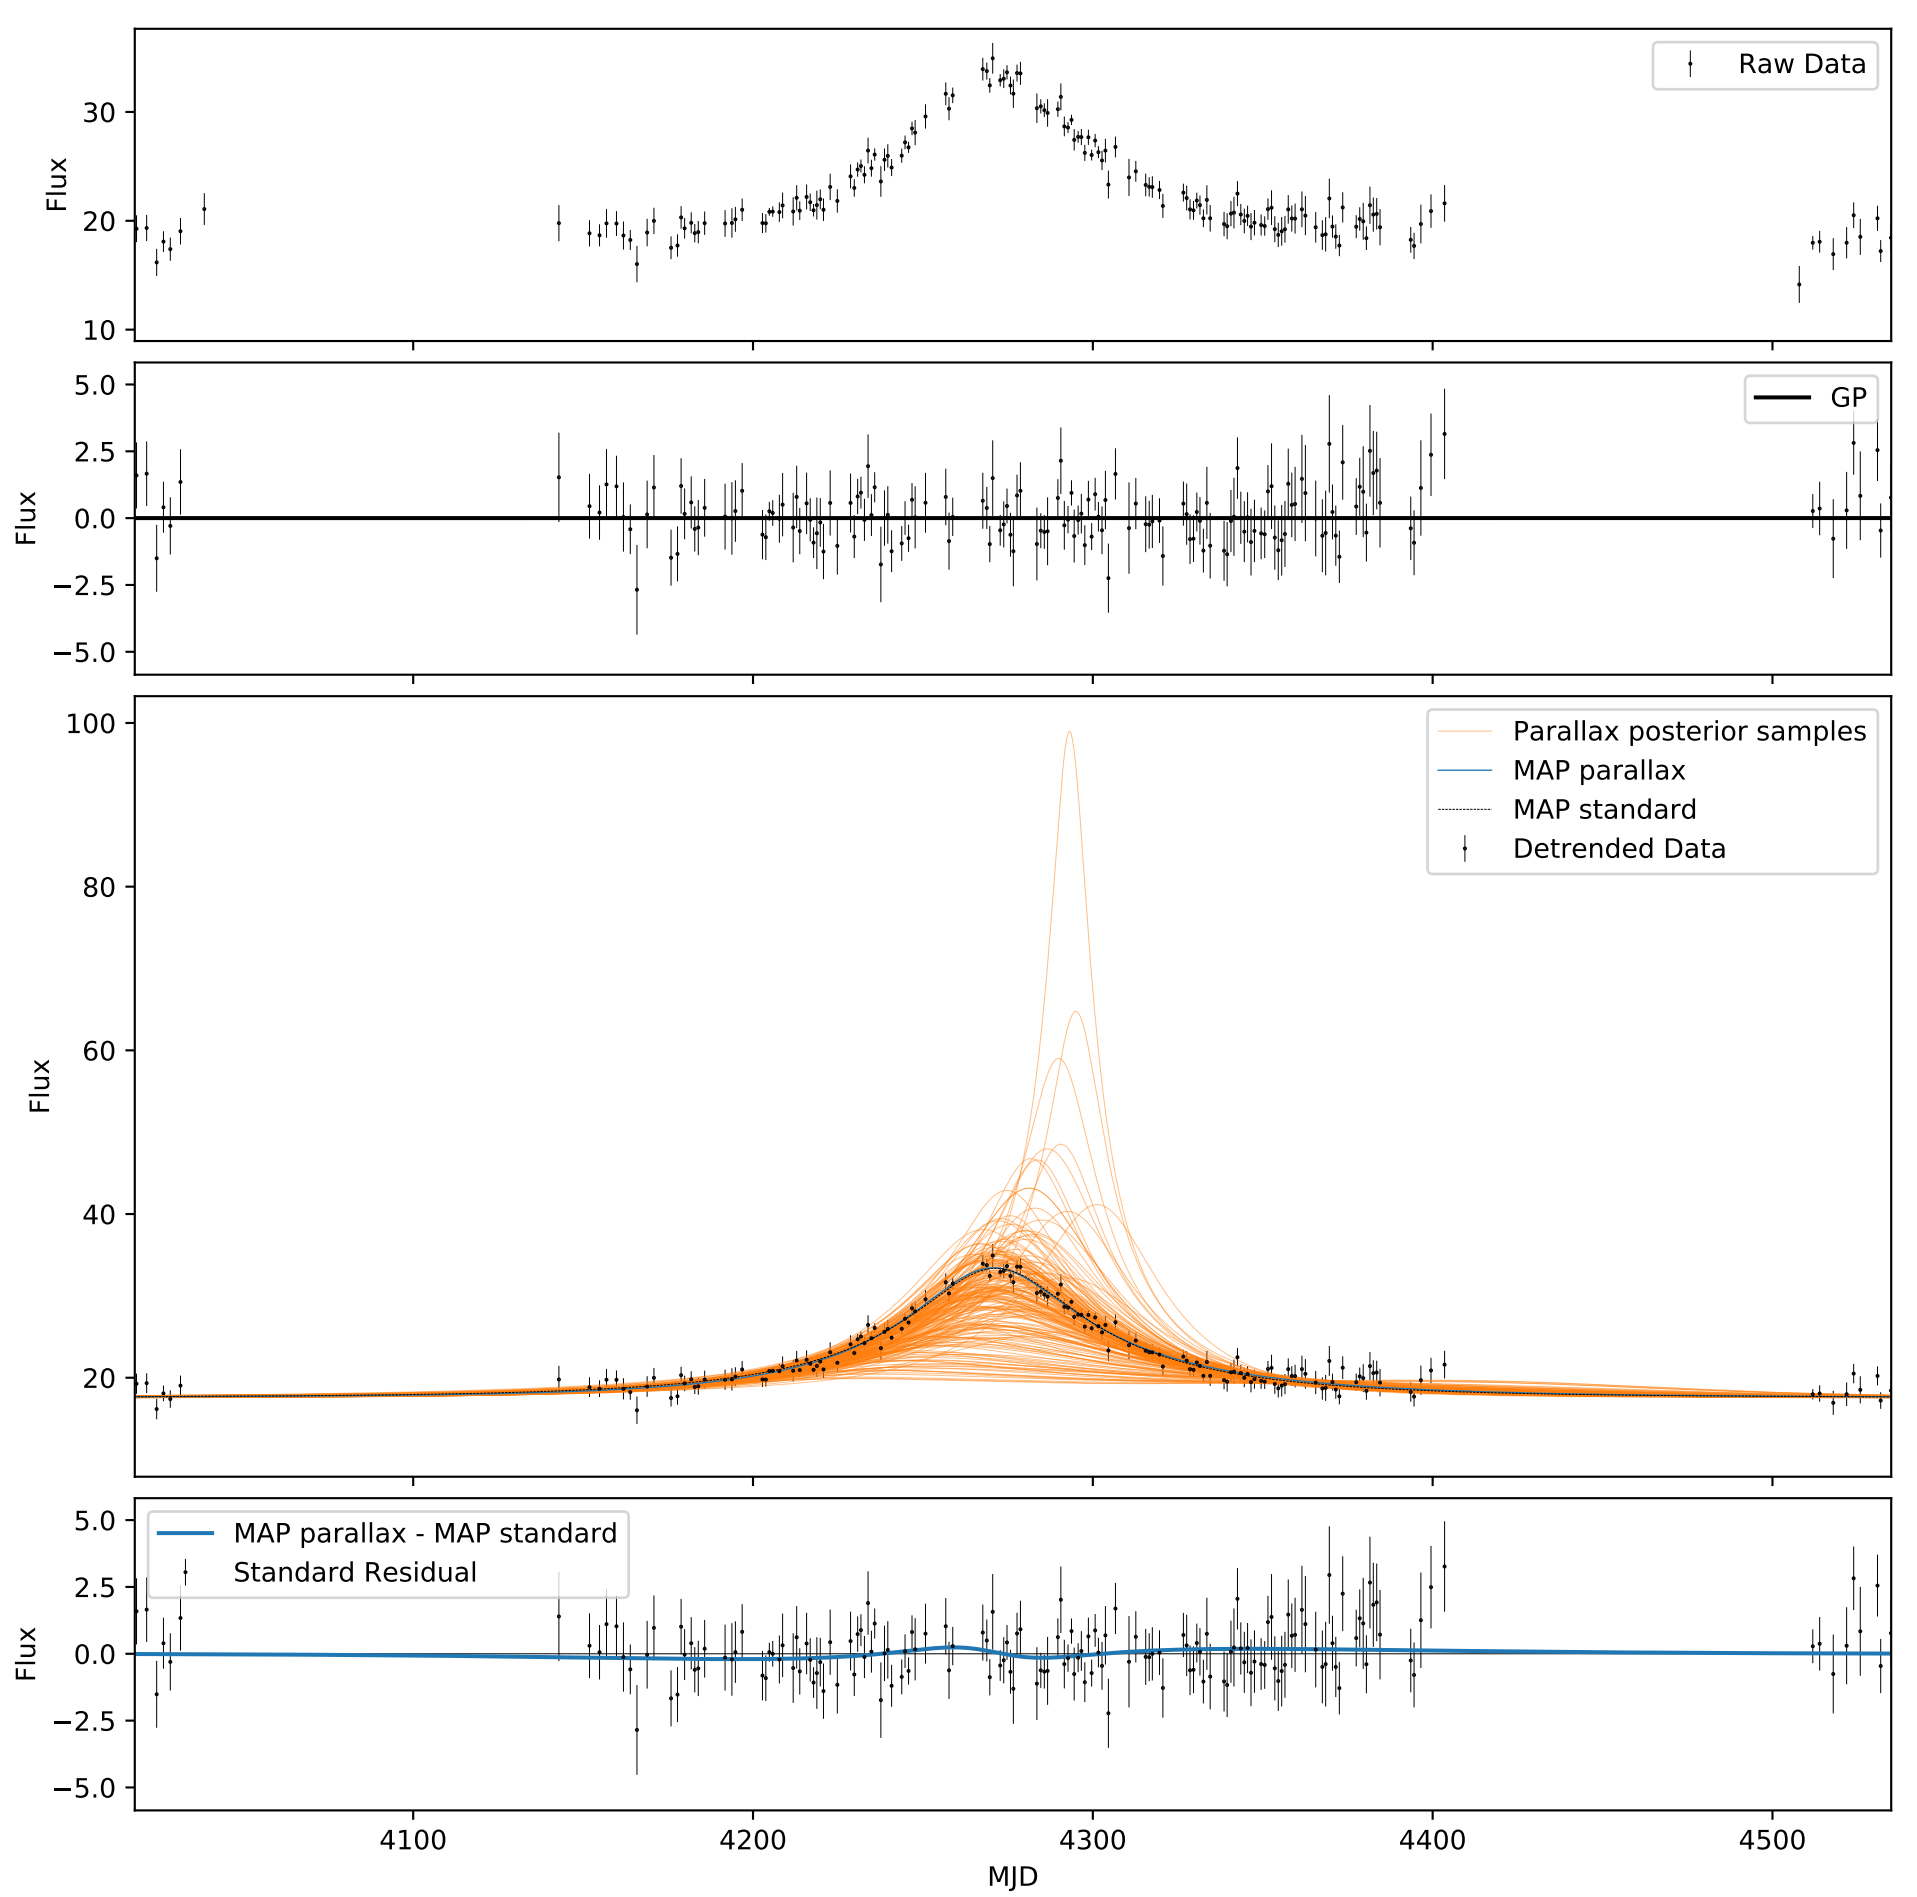 Flux
30
20
10
Raw Data
Flux
5.0
2.5
0.0
−2.5
−5.0
GP
Flux
100
80
60
40
20
Parallax posterior samples
MAP parallax
MAP standard
Detrended Data
Flux
5.0
2.5
0.0
−2.5
−5.0
MAP parallax - MAP standard
Standard Residual
4100 4200 4300 4400 4500
MJD